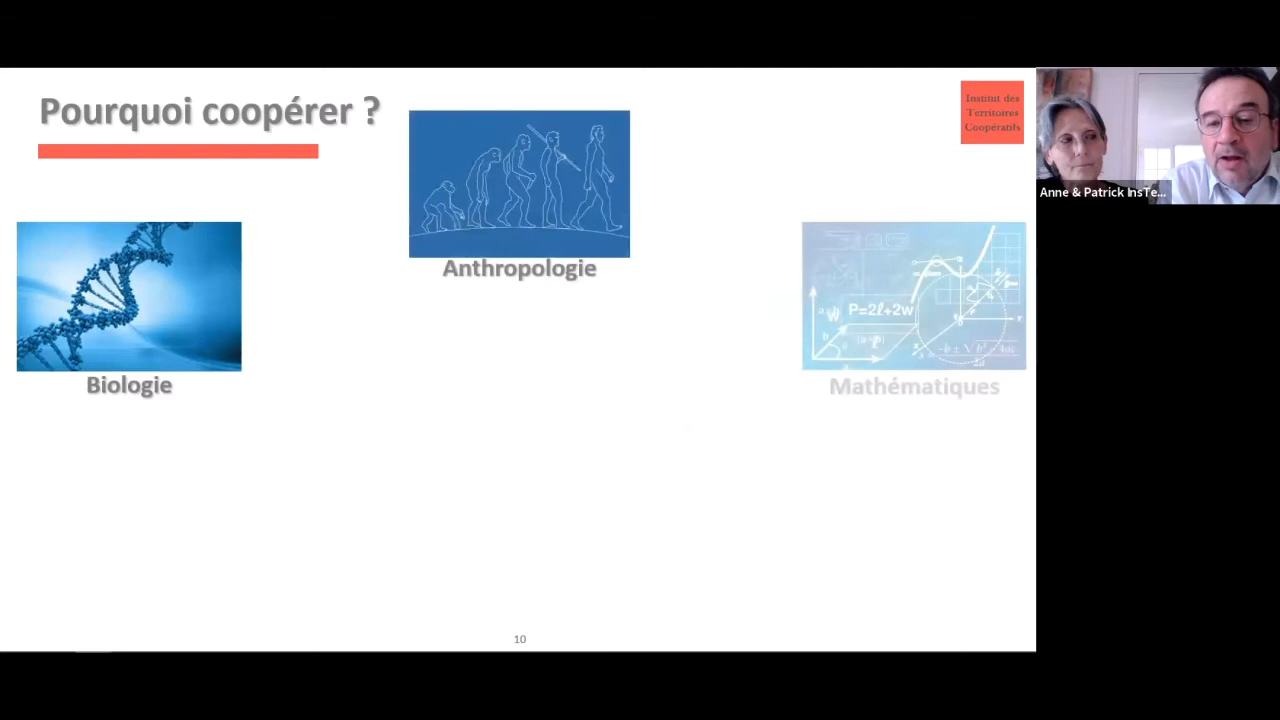 Pourquoi coopérer ?
Institut des
Territoires
Coopératifs
Anne & Patrick InsTe...
Anthropologie
P=2ℓ+2w
Biologie
Mathématiques
10